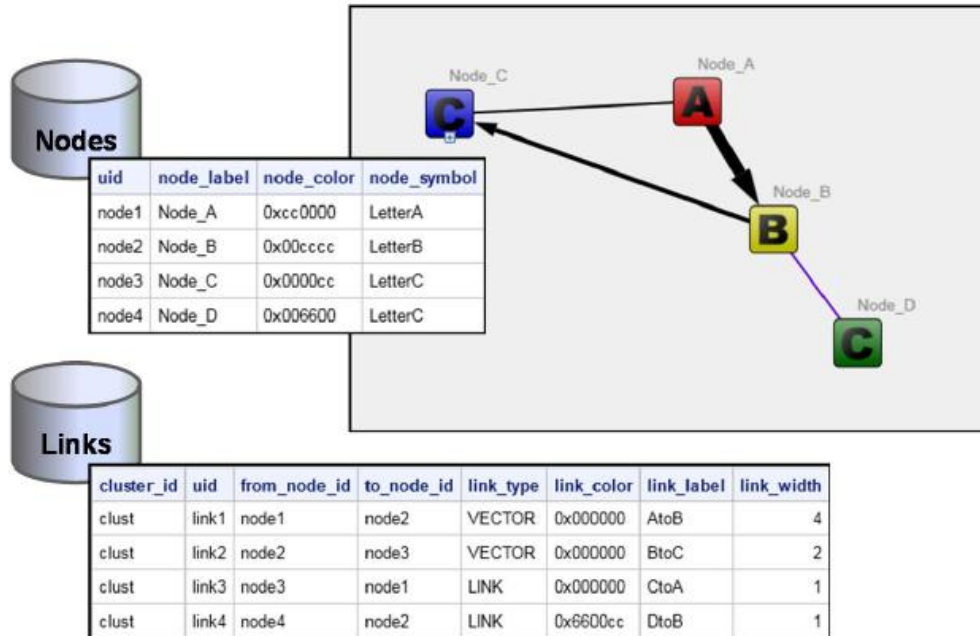 Nodes
uid node_label node_color node_symbol
node1 Node_A 0xcc0000 LetterA
node2 Node_B 0x00cccc LetterB
node3 Node_C 0x0000cc LetterC
node4 Node_D 0x006600 LetterC
Node_C
C
Node_A
A
Node_B
B
Node_D
C
Links
cluster_id uid from_node_id to_node_id link_type link_color link_label link_width
clust link1 node1 node2 VECTOR 0x000000 AtoB 4
clust link2 node2 node3 VECTOR 0x000000 BtoC 2
clust link3 node3 node1 LINK 0x000000 CtoA 1
clust link4 node4 node2 LINK 0x6600cc DtoB 1